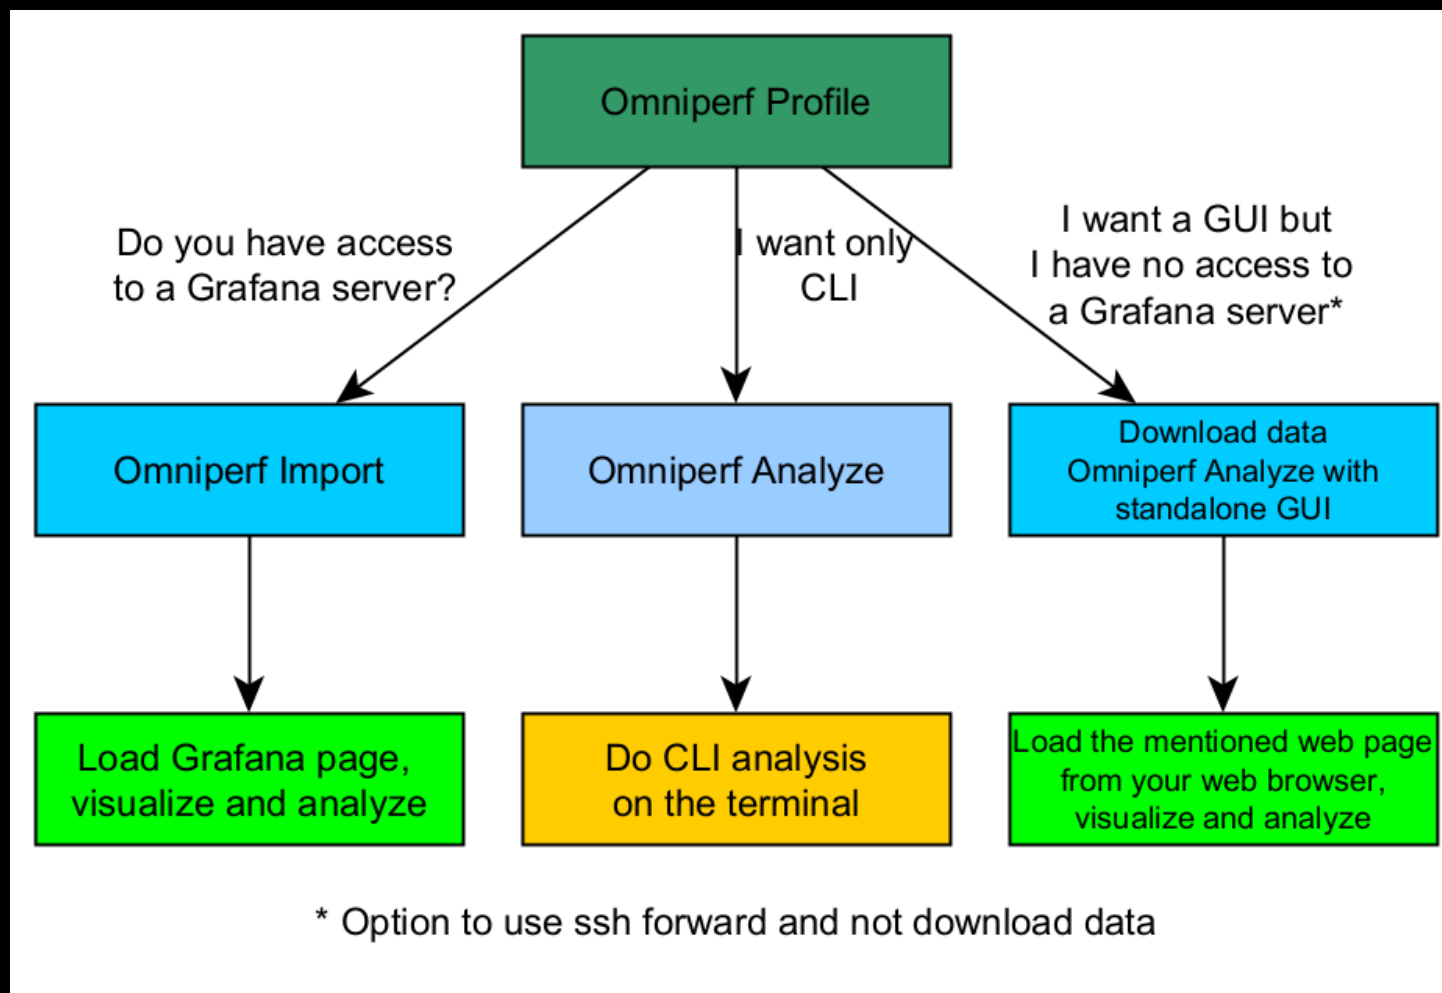 Omniperf Profile
Do you have access
to a Grafana server?
I want only
CLI
I want a GUI but
I have no access to
a Grafana server*
Omniperf Import
Omniperf Analyze
Download data
Omniperf Analyze with
standalone GUI
Load Grafana page,
visualize and analyze
Do CLI analysis
on the terminal
Load the mentioned web page
from your web browser,
visualize and analyze
* Option to use ssh forward and not download data